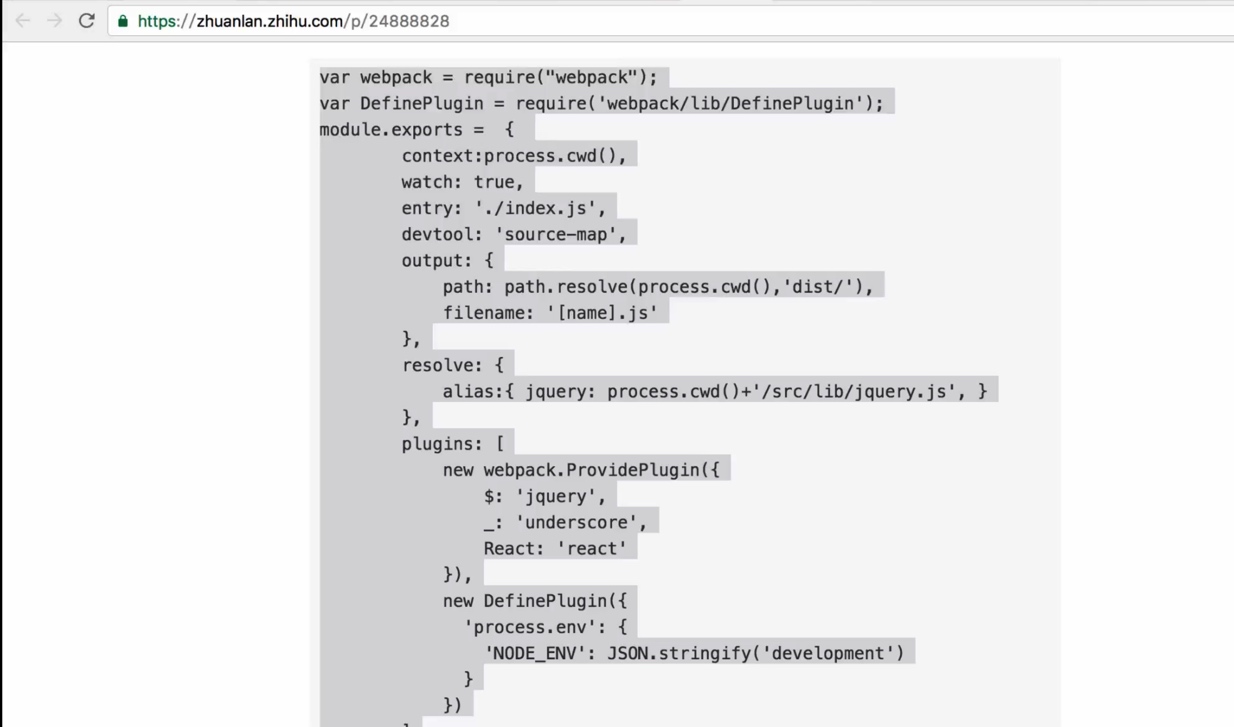 https://zhuanlan.zhihu.com/p/24888828
var webpack = require("webpack");
var DefinePlugin = require('webpack/lib/DefinePlugin');
module.exports =  {
        context:process.cwd(),
        watch: true,
        entry: './index.js',
        devtool: 'source-map',
        output: {
            path: path.resolve(process.cwd(),'dist/'),
            filename: '[name].js'
        },
        resolve: {
            alias:{ jquery: process.cwd()+'/src/lib/jquery.js', }
        },
        plugins: [
            new webpack.ProvidePlugin({
                $: 'jquery',
                _: 'underscore',
                React: 'react'
            }),
            new DefinePlugin({
              'process.env': {
                'NODE_ENV': JSON.stringify('development')
              }
            })